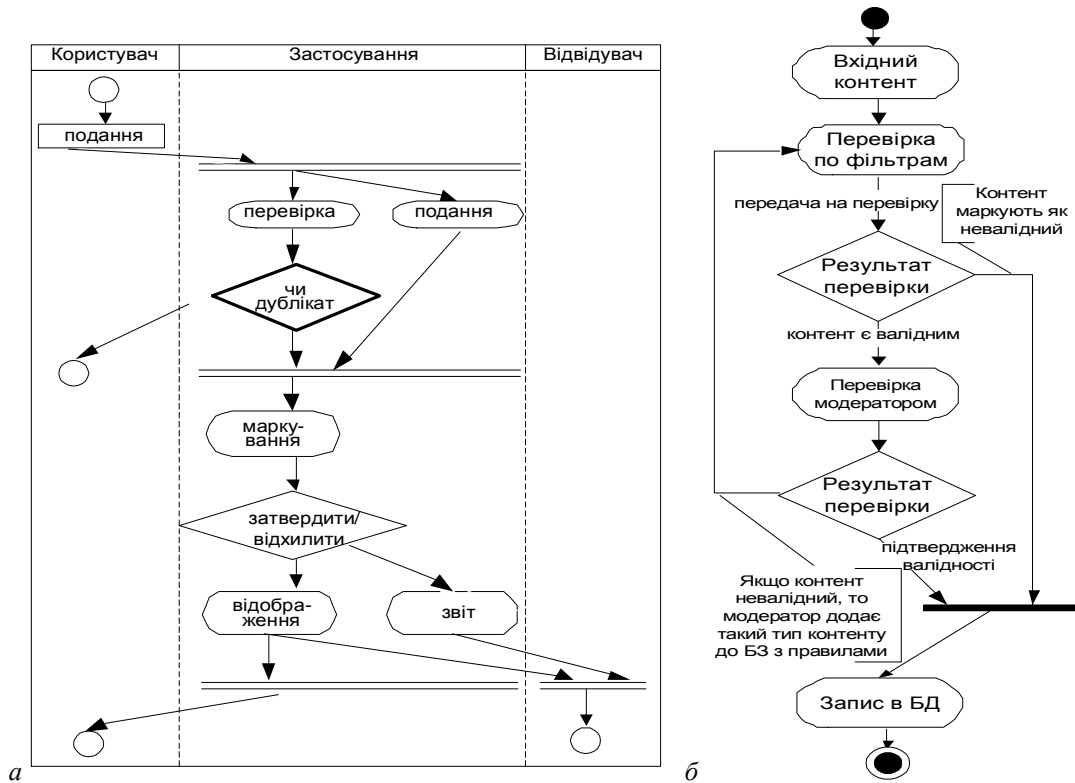 Користувач
Застосування
Відвідувач
подання
перевірка
подання
чи
дублікат
марку-
вання
затвердити/
відхилити
відобра-
ження
звіт
а
Вхідний
контент
Перевірка
по фільтрам
передача на перевірку
Контент
маркують як
невалідний
Результат
перевірки
контент є валідним
Перевірка
модератором
Результат
перевірки
підтвердження
валідності
Якщо контент
невалідний, то
модератор додає
такий тип контенту
до БЗ з правилами
Запис в БД
б